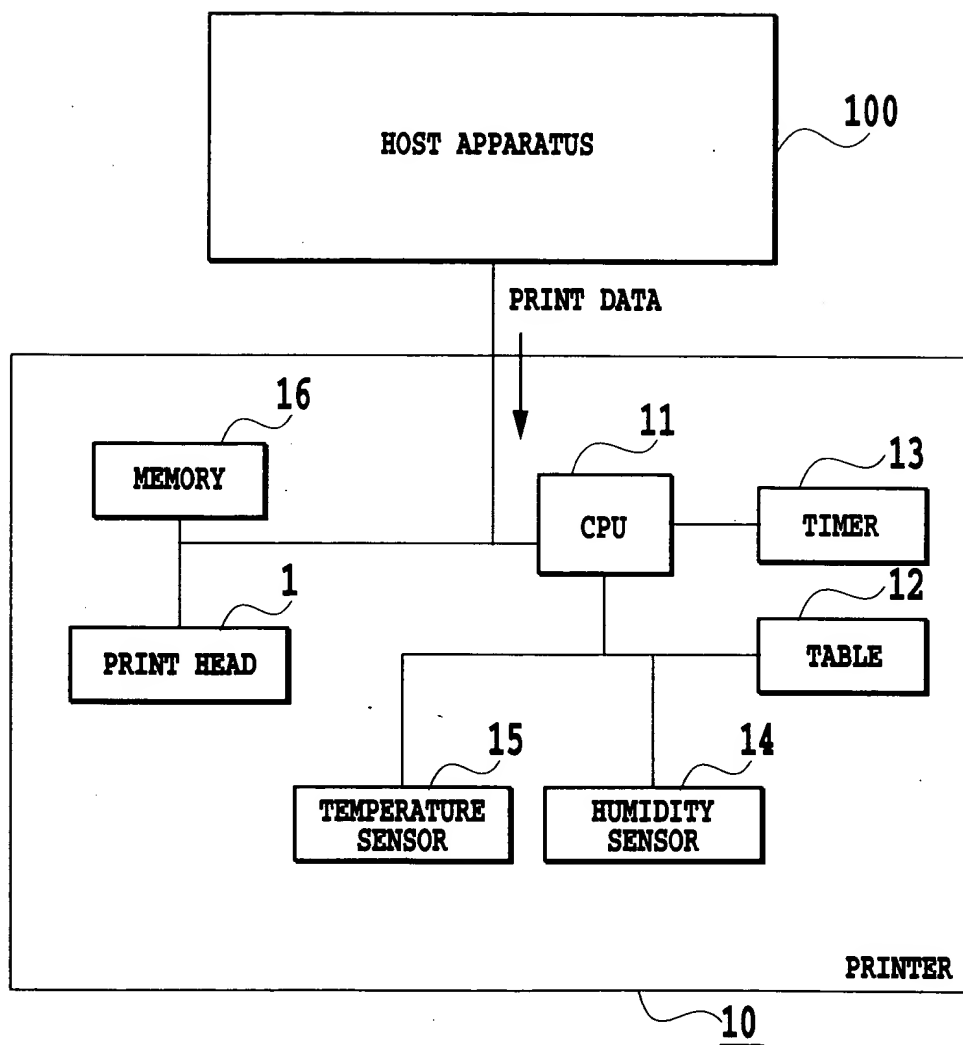 100
HOST APPARATUS
PRINT DATA
16
MEMORY
11
CPU
13
TIMER
1
PRINT HEAD
12
TABLE
15
TEMPERATURE
SENSOR
14
HUMIDITY
SENSOR
PRINTER
10